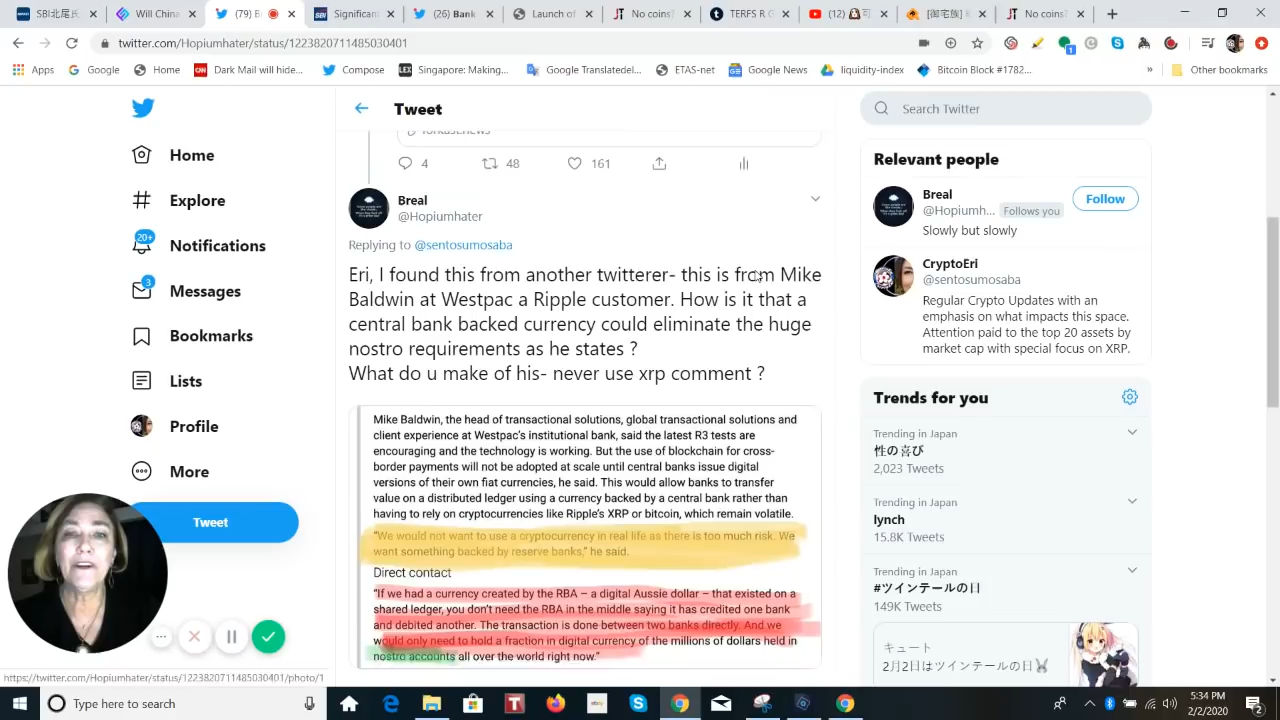 (79) B
Significan
(26) Bank
Launch of
No coins?
TEREST G
No coins?
twitter.com/Hopiumhater/status/1223820711485030401
Apps
Google
Home
Dark Mail will hide...
Compose
Singapore: Making...
Google Translatedel...
ETAS-net
Google News
liquidity-index
Bitcoin Block #1782...
»
Other bookmarks
Home
Explore
20+
Notifications
3
Messages
Bookmarks
Lists
Profile
More
Tweet
Tweet
forkast.news
4
48
161
Breal
@Hopiumhater
Replying to @sentosumosaba
Eri, I found this from another twitterer- this is from Mike
Baldwin at Westpac a Ripple customer. How is it that a
central bank backed currency could eliminate the huge
nostro requirements as he states ?
What do u make of his- never use xrp comment ?
Mike Baldwin, the head of transactional solutions, global transactional solutions and
client experience at Westpac's institutional bank, said the latest R3 tests are
encouraging and the technology is working. But the use of blockchain for cross-
border payments will not be adopted at scale until central banks issue digital
versions of their own fiat currencies, he said. This would allow banks to transfer
value on a distributed ledger using a currency backed by a central bank rather than
having to rely on cryptocurrencies like Ripple's XRP or bitcoin, which remain volatile.
"We would not want to use a cryptocurrency in real life as there is too much risk. We
want something backed by reserve banks," he said.
Direct contact
"If we had a currency created by the RBA – a digital Aussie dollar – that existed on a
shared ledger, you don't need the RBA in the middle saying it has credited one bank
and debited another. The transaction is done between two banks directly. And we
would only need to hold a fraction in digital currency of the millions of dollars held in
nostro accounts all over the world right now."
Search Twitter
Relevant people
Breal
@Hopiumh... Follows you
Follow
Slowly but slowly
CryptoEri
@sentosumosaba
Regular Crypto Updates with an
emphasis on what impacts this space.
Attention paid to the top 20 assets by
market cap with special focus on XRP.
Trends for you
Trending in Japan
性の喜び
2,023 Tweets
Trending in Japan
lynch
15.8K Tweets
Trending in Japan
#ツインテールの日
149K Tweets
キュート
2月2日はツインテールの日
https://twitter.com/Hopiumhater/status/1223820711485030401/photo/1
Type here to search
5:34 PM
2/2/2020
2